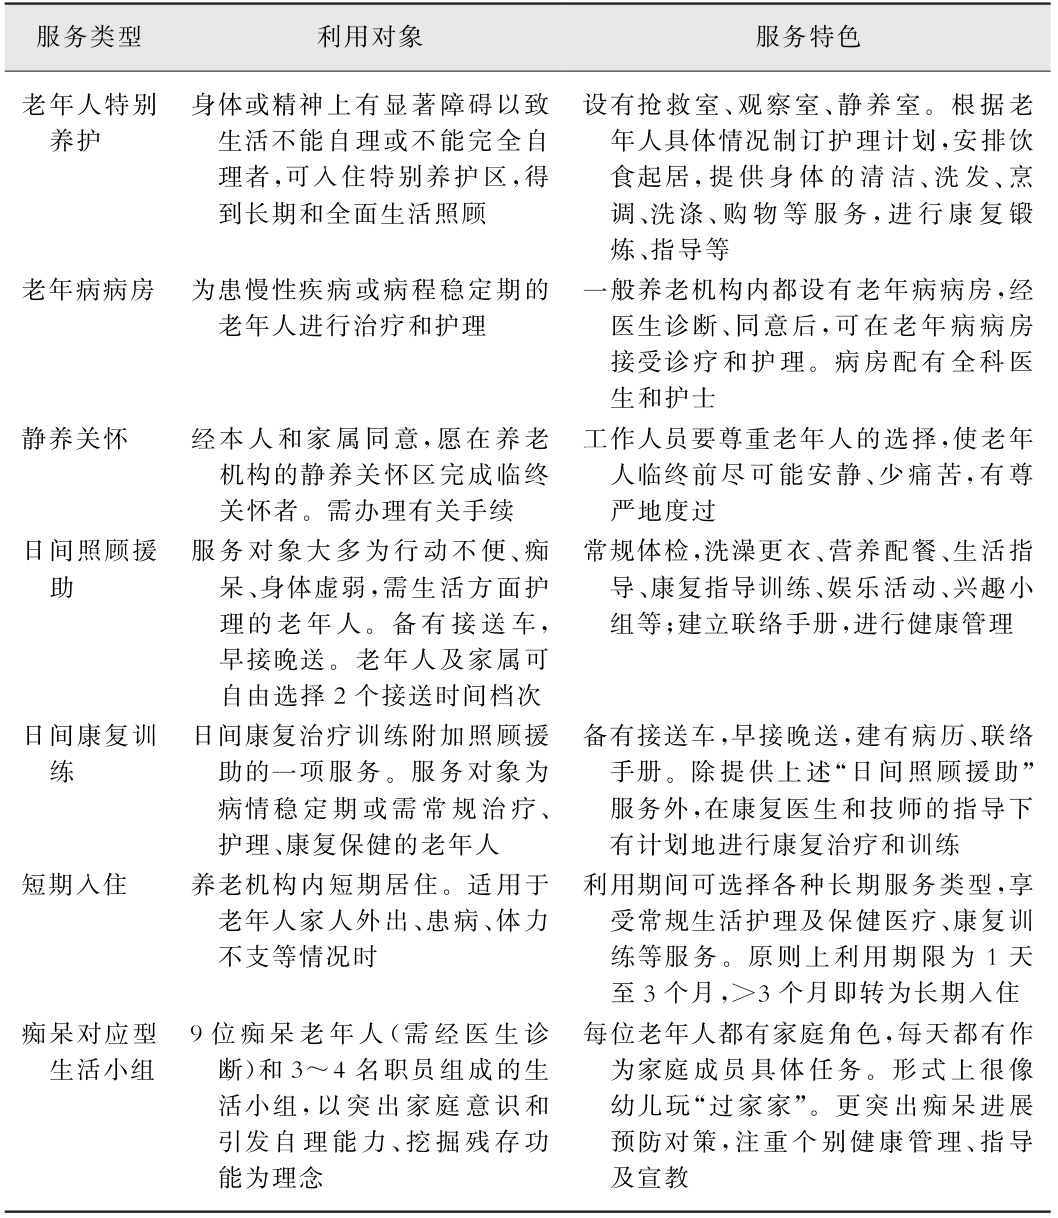 服务类型 利用对象 服务特色
老年人特别 身体或精神上有显著障碍以致 设有抢救室、观察室、静养室。根据老
养护 生活不能自理或不能完全自 年人具体情况制订护理计划,安排饮
理者,可入住特别养护区,得 食起居,提供身体的清洁、洗发、烹
到长期和全面生活照顾 调、洗涤、购物等服务,进行康复锻
炼、指导等
老年病病房 为患慢性疾病或病程稳定期的 一般养老机构内都设有老年病病房,经
老年人进行治疗和护理 医生诊断、同意后,可在老年病病房
接受诊疗和护理。病房配有全科医
生和护士
静养关怀 经本人和家属同意,愿在养老 工作人员要尊重老年人的选择,使老年
机构的静养关怀区完成临终 人临终前尽可能安静、少痛苦,有尊
关怀者。需办理有关手续 严地度过
日间照顾援 服务对象大多为行动不便、痴 常规体检,洗澡更衣、营养配餐、生活指
助 呆、身体虚弱,需生活方面护 导、康复指导训练、娱乐活动、兴趣小
理的老年人。备有接送车, 组等;建立联络手册,进行健康管理
早接晚送。老年人及家属可
自由选择 2 个接送时间档次
日间康复训 日间康复治疗训练附加照顾援 备有接送车,早接晚送,建有病历、联络
练 助的一项服务。服务对象为 手册。除提供上述“日间照顾援助”
病情稳定期或需常规治疗、 服务外,在康复医生和技师的指导下
护理、康复保健的老年人 有计划地进行康复治疗和训练
短期入住 养老机构内短期居住。适用于 利用期间可选择各种长期服务类型,享
老年人家人外出、患病、体力 受常规生活护理及保健医疗、康复训
不支等情况时 练等服务。原则上利用期限为 1 天
至 3 个月,>3 个月即转为长期入住
痴呆对应型 9 位痴呆老年人(需经医生诊 每位老年人都有家庭角色,每天都有作
生活小组 断)和 3～4 名职员组成的生 为家庭成员具体任务。形式上很像
活小组,以突出家庭意识和 幼儿玩“过家家”。更突出痴呆进展
引发自理能力、挖掘残存功 预防对策,注重个别健康管理、指导
能为理念 及宣教